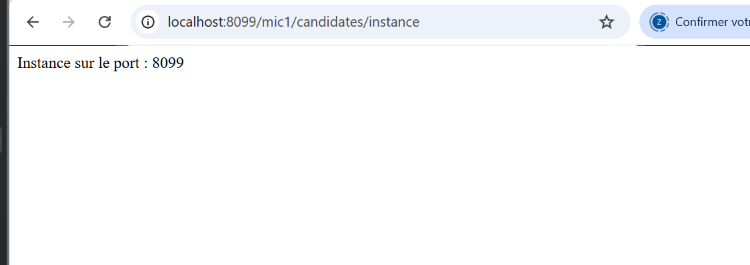 localhost:8099/mic1/candidates/instance
Z Confirmer votr
Instance sur le port : 8099